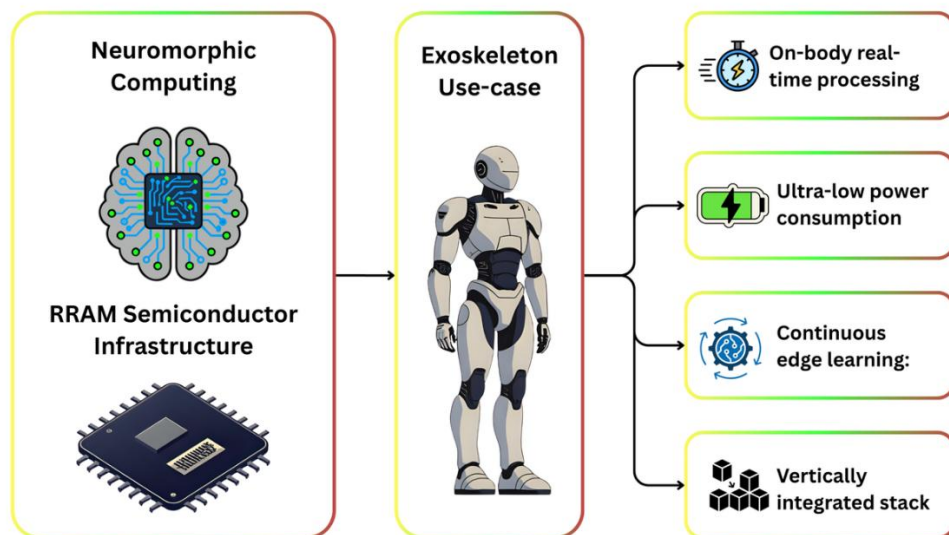 Neuromorphic
Computing
RRAM Semiconductor
Infrastructure
Exoskeleton
Use-case
On-body real-
time processing
Ultra-low power
consumption
Continuous
edge learning:
Vertically
integrated stack